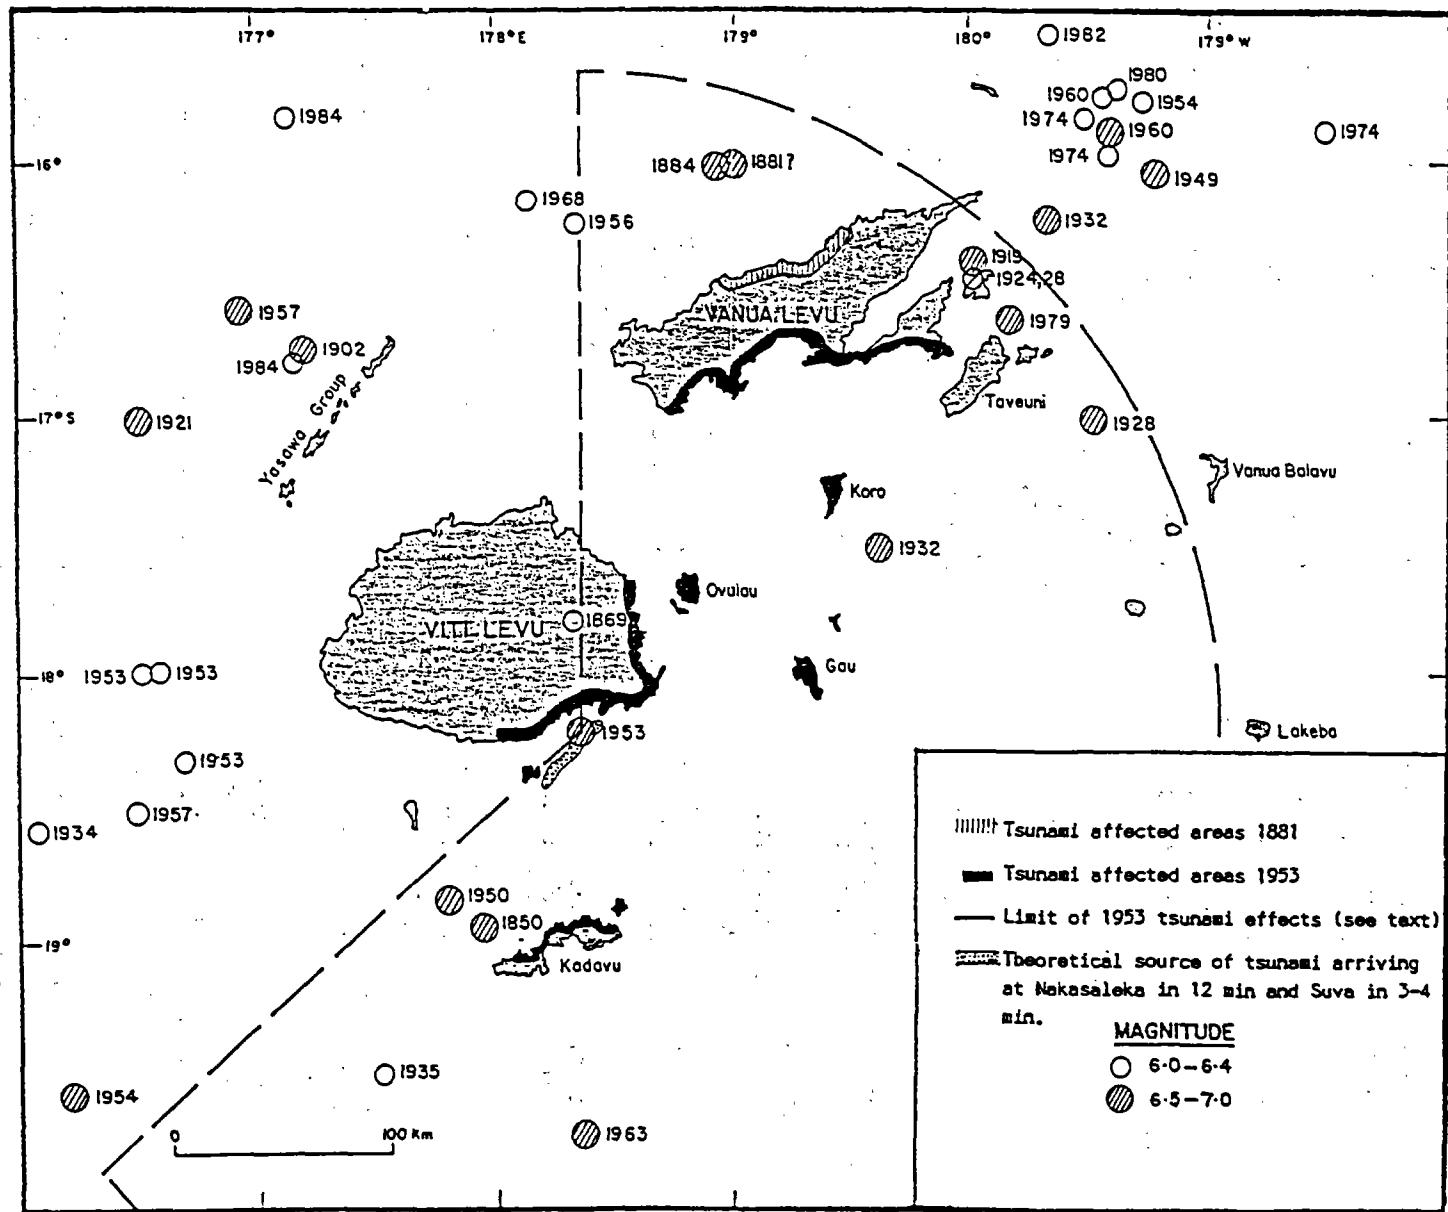 177° 178°E 179° 180° 179°W
1982
1980
1960 1954
1984 1974 1960 1974
16° 1884 1881? 1974
1949
1968
1956 1932
1919
1924,28
1957 VANUA LEVU 1979
1902
1984
Yasawa Group
17°S 1921 Taveuni 1928
Vanua Balavu
Koro
1932
Ovulau
1869
VITI LEVU
18° 1953 1953 Gau
1953 Lakeba
1953
1957
1934
1950
1850
19° Kadavu
1935
1954
1963
0 100 Km
Tsunami affected areas 1881
Tsunami affected areas 1953
Limit of 1953 tsunami effects (see text)
Theoretical source of tsunami arriving
at Nakasaleka in 12 min and Suva in 3-4
min.
MAGNITUDE
6·0-6·4
6·5-7·0